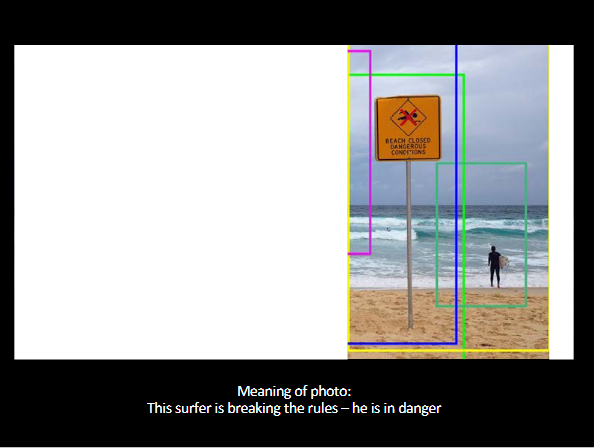 BEACH CLOSED
DANGEROUS
CONDITIONS
Meaning of photo:
This surfer is breaking the rules – he is in danger